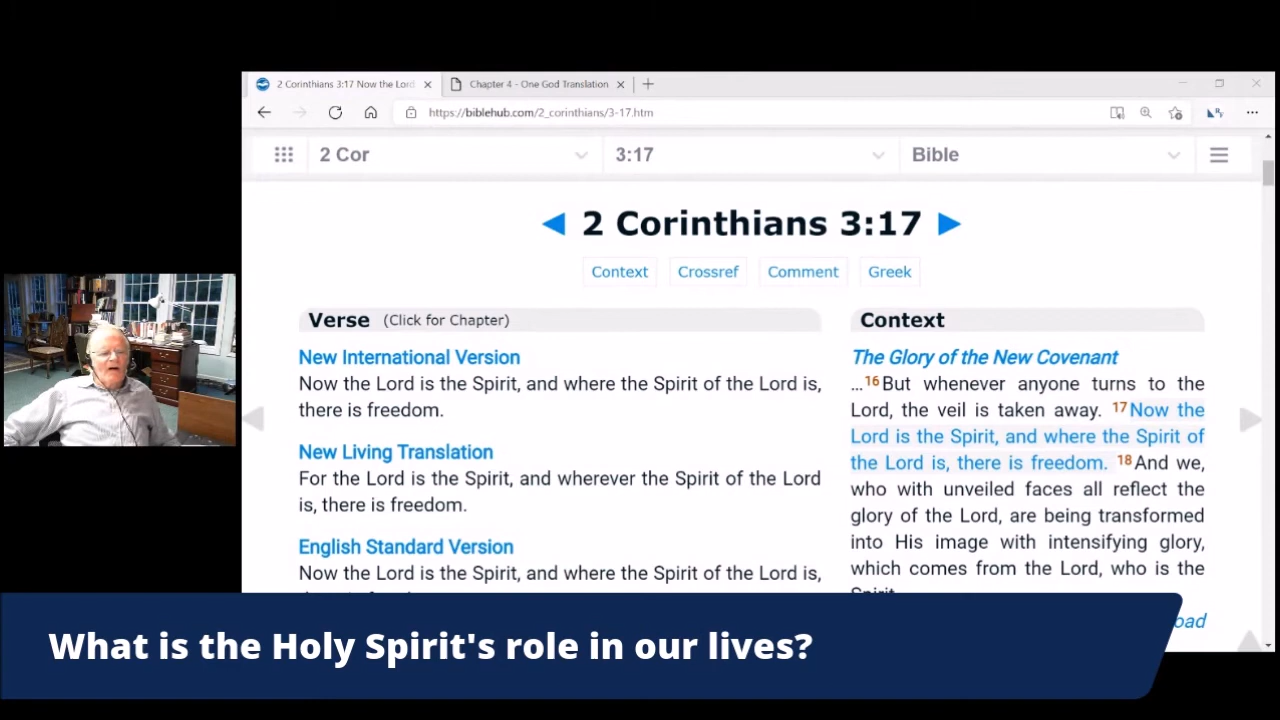 2 Corinthians 3:17 Now the Lord
Chapter 4 - One God Translation
https://biblehub.com/2_corinthians/3-17.htm
2 Cor
3:17
Bible
2 Corinthians 3:17
Context
Crossref
Comment
Greek
Verse (Click for Chapter)
New International Version
Now the Lord is the Spirit, and where the Spirit of the Lord is,
there is freedom.
New Living Translation
For the Lord is the Spirit, and wherever the Spirit of the Lord
is, there is freedom.
English Standard Version
Now the Lord is the Spirit, and where the Spirit of the Lord is,
Context
The Glory of the New Covenant
…16But whenever anyone turns to the
Lord, the veil is taken away. 17Now the
Lord is the Spirit, and where the Spirit of
the Lord is, there is freedom. 18And we,
who with unveiled faces all reflect the
glory of the Lord, are being transformed
into His image with intensifying glory,
which comes from the Lord, who is the
What is the Holy Spirit's role in our lives?